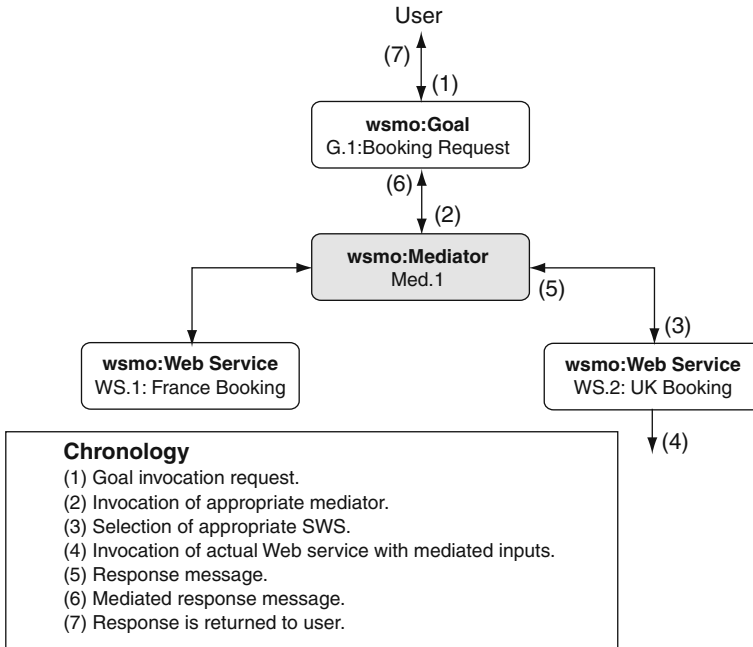 User
(7)
(1)
wsmo:Goal
G.1:Booking Request
(6)
(2)
wsmo:Mediator
Med.1
(5)
(3)
wsmo:Web Service
WS.1: France Booking
wsmo:Web Service
WS.2: UK Booking
(4)
Chronology
(1) Goal invocation request.
(2) Invocation of appropriate mediator.
(3) Selection of appropriate SWS.
(4) Invocation of actual Web service with mediated inputs.
(5) Response message.
(6) Mediated response message.
(7) Response is returned to user.